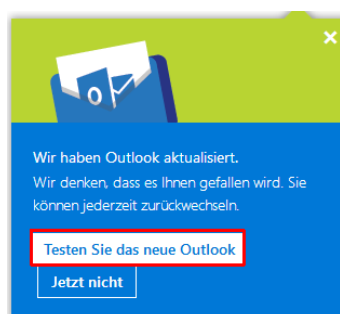 Wir haben Outlook aktualisiert.
Wir denken, dass es Ihnen gefallen wird. Sie
können jederzeit zurückwechseln.
Testen Sie das neue Outlook
Jetzt nicht